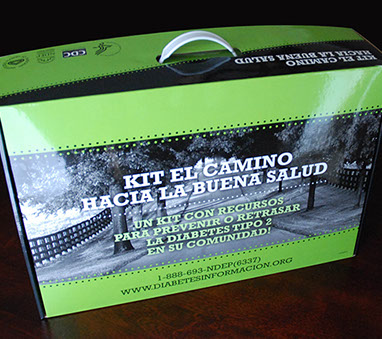 CDC
KIT EL CAMINO
HACIA LA BUENA SALUD
KIT EL CAMINO
HACIA LA BUENA SALUD
UN KIT CON RECURSOS
PARA PREVENIR O RETRASAR
LA DIABETES TIPO 2
EN SU COMUNIDAD!
1-888-693-NDEP(6337)
WWW.DIABETESINFORMACION.ORG